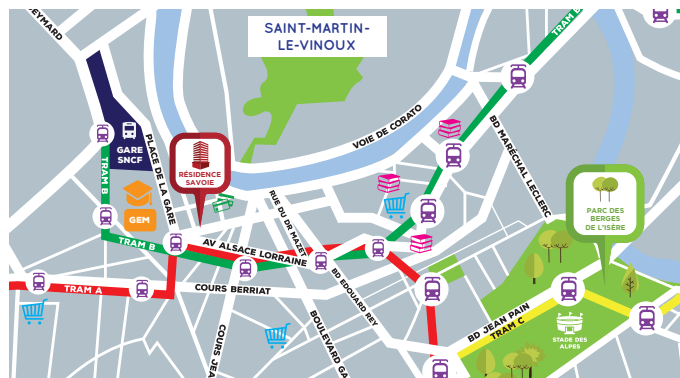 SAINT-MARTIN-
LE-VINOUX
TRAM B
VOIE DE CORATO
BD MARÉCHAL LECLERC
PLACE DE LA GARE
GARE
SNCF
RÉSIDENCE
SAVOIE
TRAM B
GEM
PARC DES
BERGES
DE L'ISÈRE
RUE DU DR MAZET
TRAM B
AV ALSACE LORRAINE
TRAM A
COURS BERRIAT
BD EDOUARD REY
BD JEAN PAIN
TRAM C
STADE DES
ALPES
COURS JEA
BOULEVARD GA